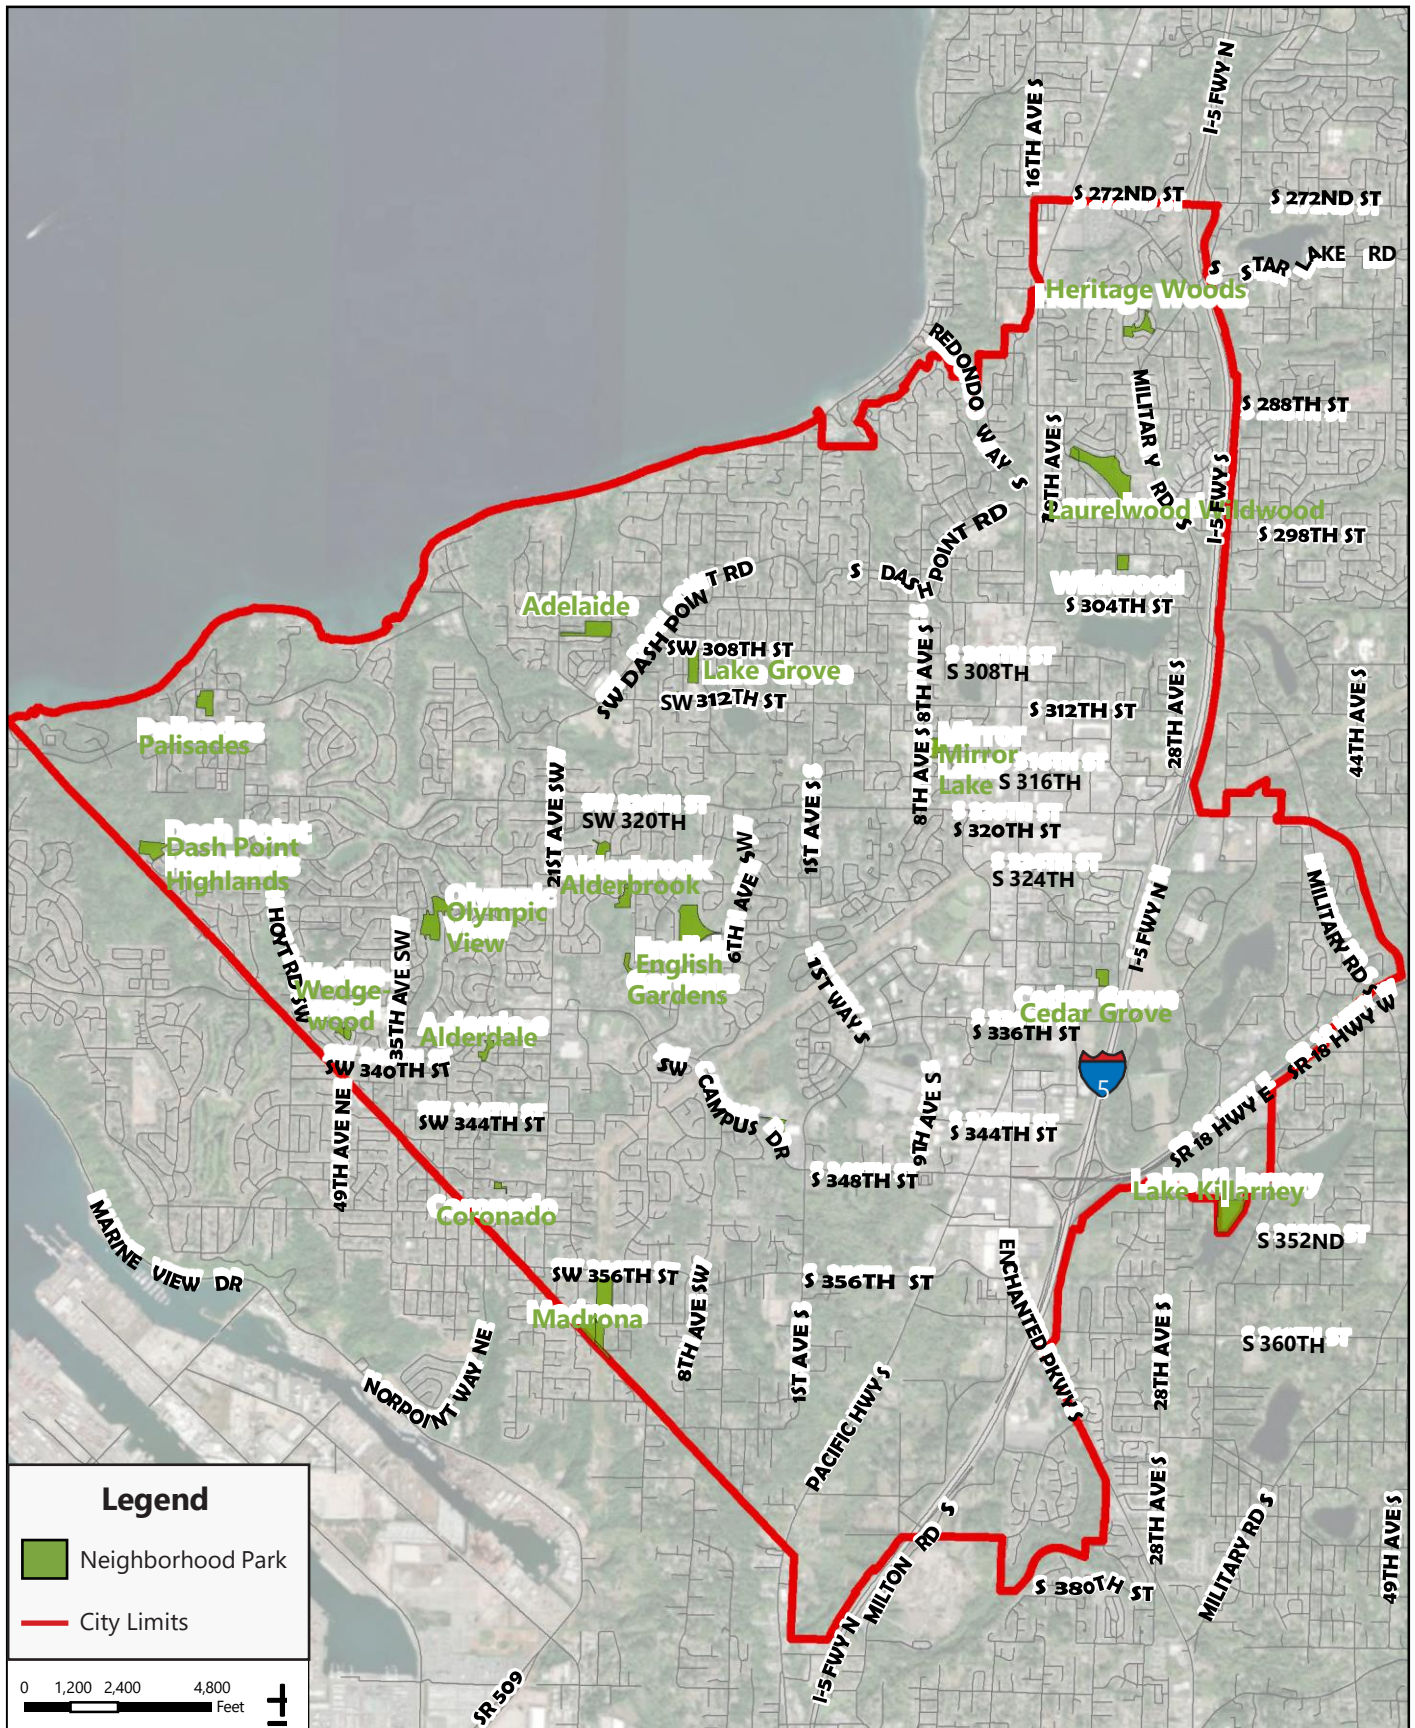 I-5 FWY N
16TH AVE S
S 272ND ST
S 272ND ST
S STAR LAKE RD
Heritage Woods
REDONDO WAY S
MILITARY RD S
S 288TH ST
I-5 FWY S
Laurelwood Wildwood
S 298TH ST
S DASH POINT RD
SW DASH POINT RD
Wildwood
S 304TH ST
Adelaide
SW 308TH ST
Lake Grove
SW 312TH ST
8TH AVE S
8TH AVE S
S 308TH
S 312TH ST
28TH AVE S
44TH AVE S
Palisades
Mirror
Lake
S 316TH
21ST AVE SW
SW 320TH
1ST AVE S
S 320TH ST
S 324TH
Dash Point
Highlands
Alderbrook
6TH AVE SW
Olympic
View
HOYT RD SW
35TH AVE SW
English
Gardens
1ST WAY S
I-5 FWY N
MILITARY RD S
Wedge-
wood
Alderdale
Cedar Grove
S 336TH ST
SR 18 HWY W
SW 340TH ST
SW CAMPUS DR
5
SR 18 HWY E
49TH AVE NE
SW 344TH ST
9TH AVE S
S 344TH ST
S 348TH ST
Lake Killarney
Coronado
S 352ND
MARINE VIEW DR
SW 356TH ST
S 356TH ST
ENCHANTED PKWY S
Madrona
8TH AVE SW
1ST AVE S
28TH AVE S
S 360TH
NORPOINT WAY NE
PACIFIC HWY S
28TH AVE S
MILITARY RD S
49TH AVE S
MILTON RD S
S 380TH ST
I-5 FWY N
SR 509
Legend
Neighborhood Park
City Limits
0 1,200 2,400 4,800
Feet